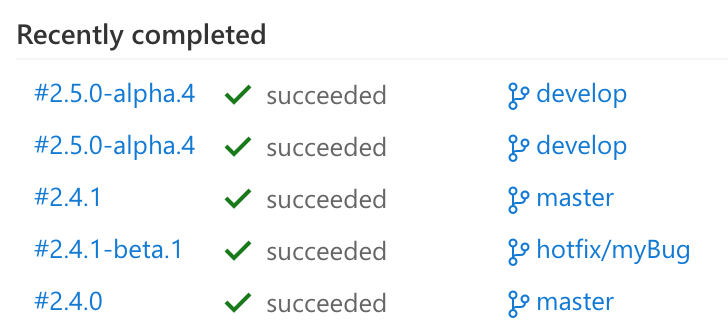 Recently completed
#2.5.0-alpha.4 succeeded develop
#2.5.0-alpha.4 succeeded develop
#2.4.1 succeeded master
#2.4.1-beta.1 succeeded hotfix/myBug
#2.4.0 succeeded master